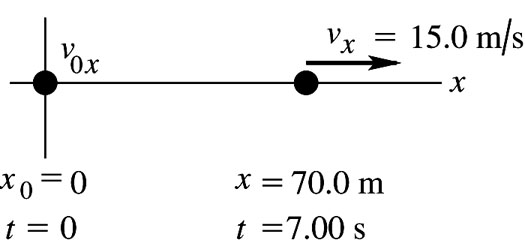 v₀ₓ
vₓ = 15.0 m/s
x
x₀ = 0
x = 70.0 m
t = 0
t =7.00 s